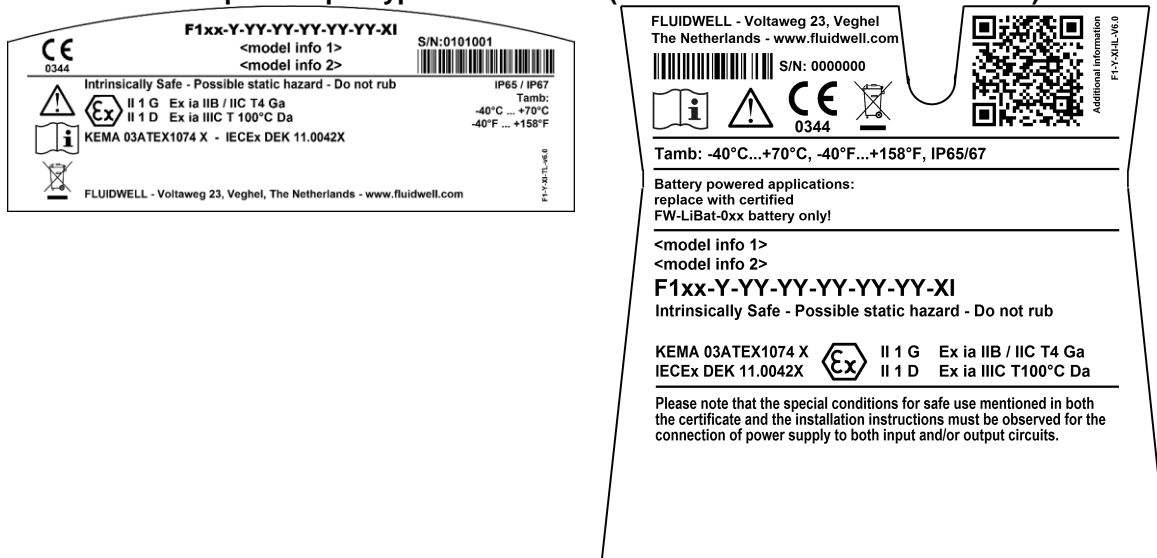 F1xx-Y-YY-YY-YY-YY-YY-XI
<model info 1>
<model info 2>
S/N:0101001
CE
0344
Intrinsically Safe - Possible static hazard - Do not rub
IP65 / IP67
Tamb:
-40°C ... +70°C
-40°F ... +158°F
Ex
II 1 G Ex ia IIB / IIC T4 Ga
II 1 D Ex ia IIIC T 100°C Da
i
KEMA 03ATEX1074 X - IECEx DEK 11.0042X
FLUIDWELL - Voltaweg 23, Veghel, The Netherlands - www.fluidwell.com
F1-Y-XI-TL-v6.0
FLUIDWELL - Voltaweg 23, Veghel
The Netherlands - www.fluidwell.com
S/N: 0000000
i
CE
0344
Additional information
F1-Y-XI-IL-V6.0
Tamb: -40°C...+70°C, -40°F...+158°F, IP65/67
Battery powered applications:
replace with certified
FW-LiBat-0xx battery only!
<model info 1>
<model info 2>
F1xx-Y-YY-YY-YY-YY-YY-XI
Intrinsically Safe - Possible static hazard - Do not rub
KEMA 03ATEX1074 X
IECEx DEK 11.0042X
Ex
II 1 G Ex ia IIB / IIC T4 Ga
II 1 D Ex ia IIIC T100°C Da
Please note that the special conditions for safe use mentioned in both
the certificate and the installation instructions must be observed for the
connection of power supply to both input and/or output circuits.